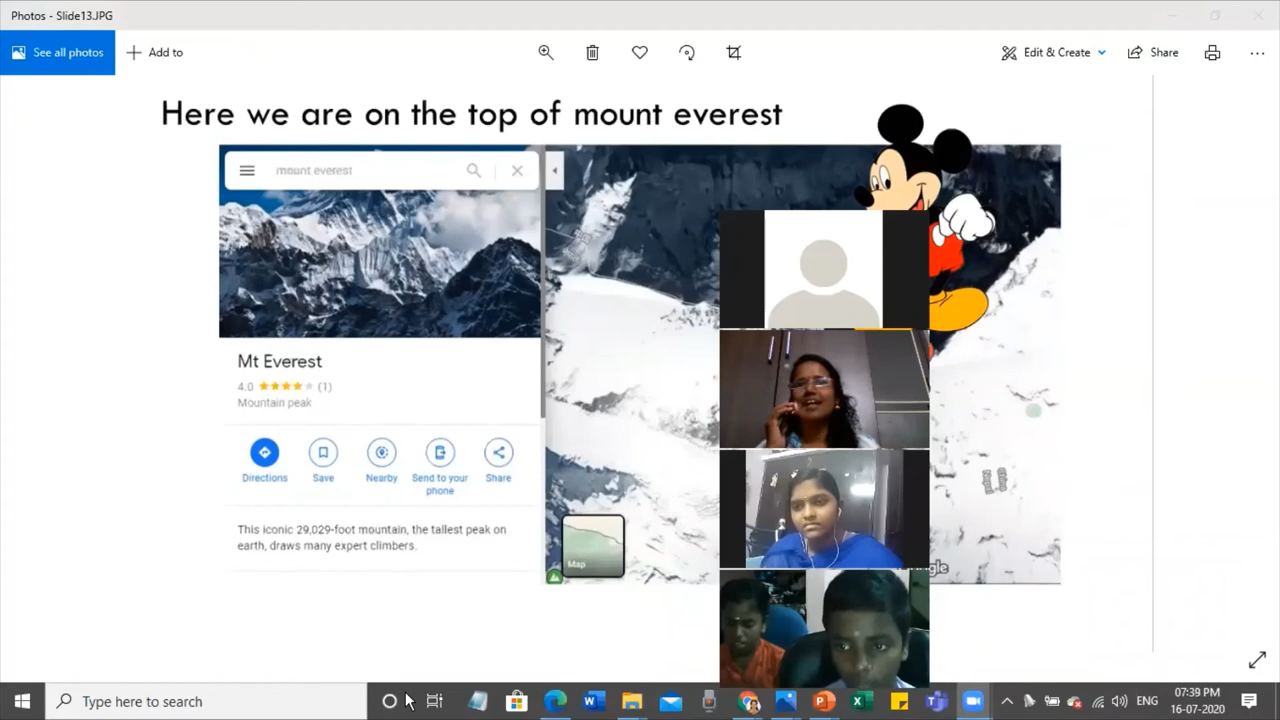 Photos - Slide13.JPG
See all photos
Add to
Edit & Create
Share
Here we are on the top of mount everest
mount everest
Mt Everest
4.0 (1)
Mountain peak
Directions
Save
Nearby
Send to your
phone
Share
This iconic 29,029-foot mountain, the tallest peak on
earth, draws many expert climbers.
Map
China
Nepal
gle
Type here to search
ENG
07:39 PM
16-07-2020